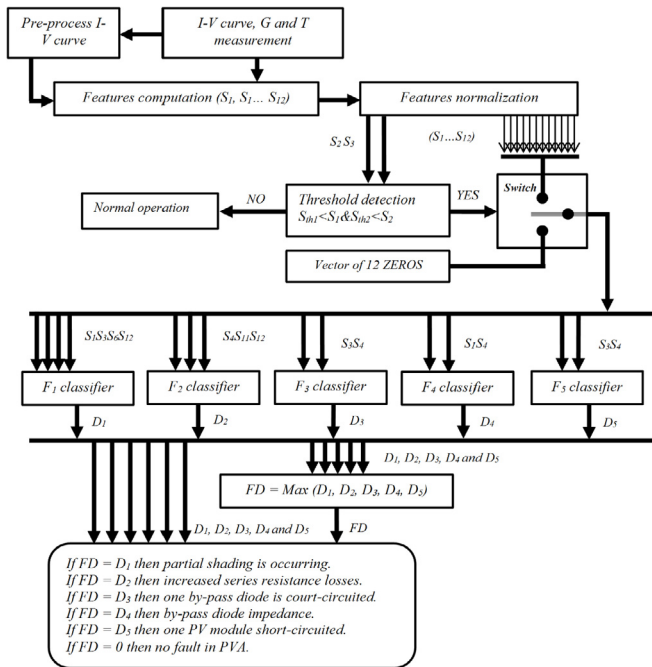 Pre-process I-
V curve
I-V curve, G and T
measurement
Features computation (S1, S1... S12)
Features normalization
S2 S3
(S1...S12)
Normal operation
NO
Threshold detection
Sth1<S1&Sth2<S2
YES
Switch
Vector of 12 ZEROS
S1S3S6S12
S4S11S12
S3S4
S1S4
S3S4
F1 classifier
F2 classifier
F3 classifier
F4 classifier
F5 classifier
D1
D2
D3
D4
D5
D1, D2, D3, D4 and D5
FD = Max (D1, D2, D3, D4, D5)
D1, D2, D3, D4 and D5
FD
If FD = D1 then partial shading is occurring.
If FD = D2 then increased series resistance losses.
If FD = D3 then one by-pass diode is court-circuited.
If FD = D4 then by-pass diode impedance.
If FD = D5 then one PV module short-circuited.
If FD = 0 then no fault in PVA.